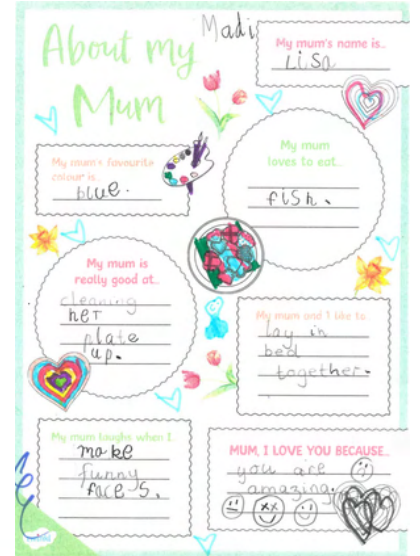 About my
Mum
Madi
My mum's name is...
Lisa
My mum's favourite
colour is...
blue.
My mum
loves to eat...
fish.
My mum is
really good at...
cleaning
her
plate
up.
My mum and I like to...
lay in
bed
together.
My mum laughs when I...
make
funny
faces.
MUM, I LOVE YOU BECAUSE...
you are
amazing.